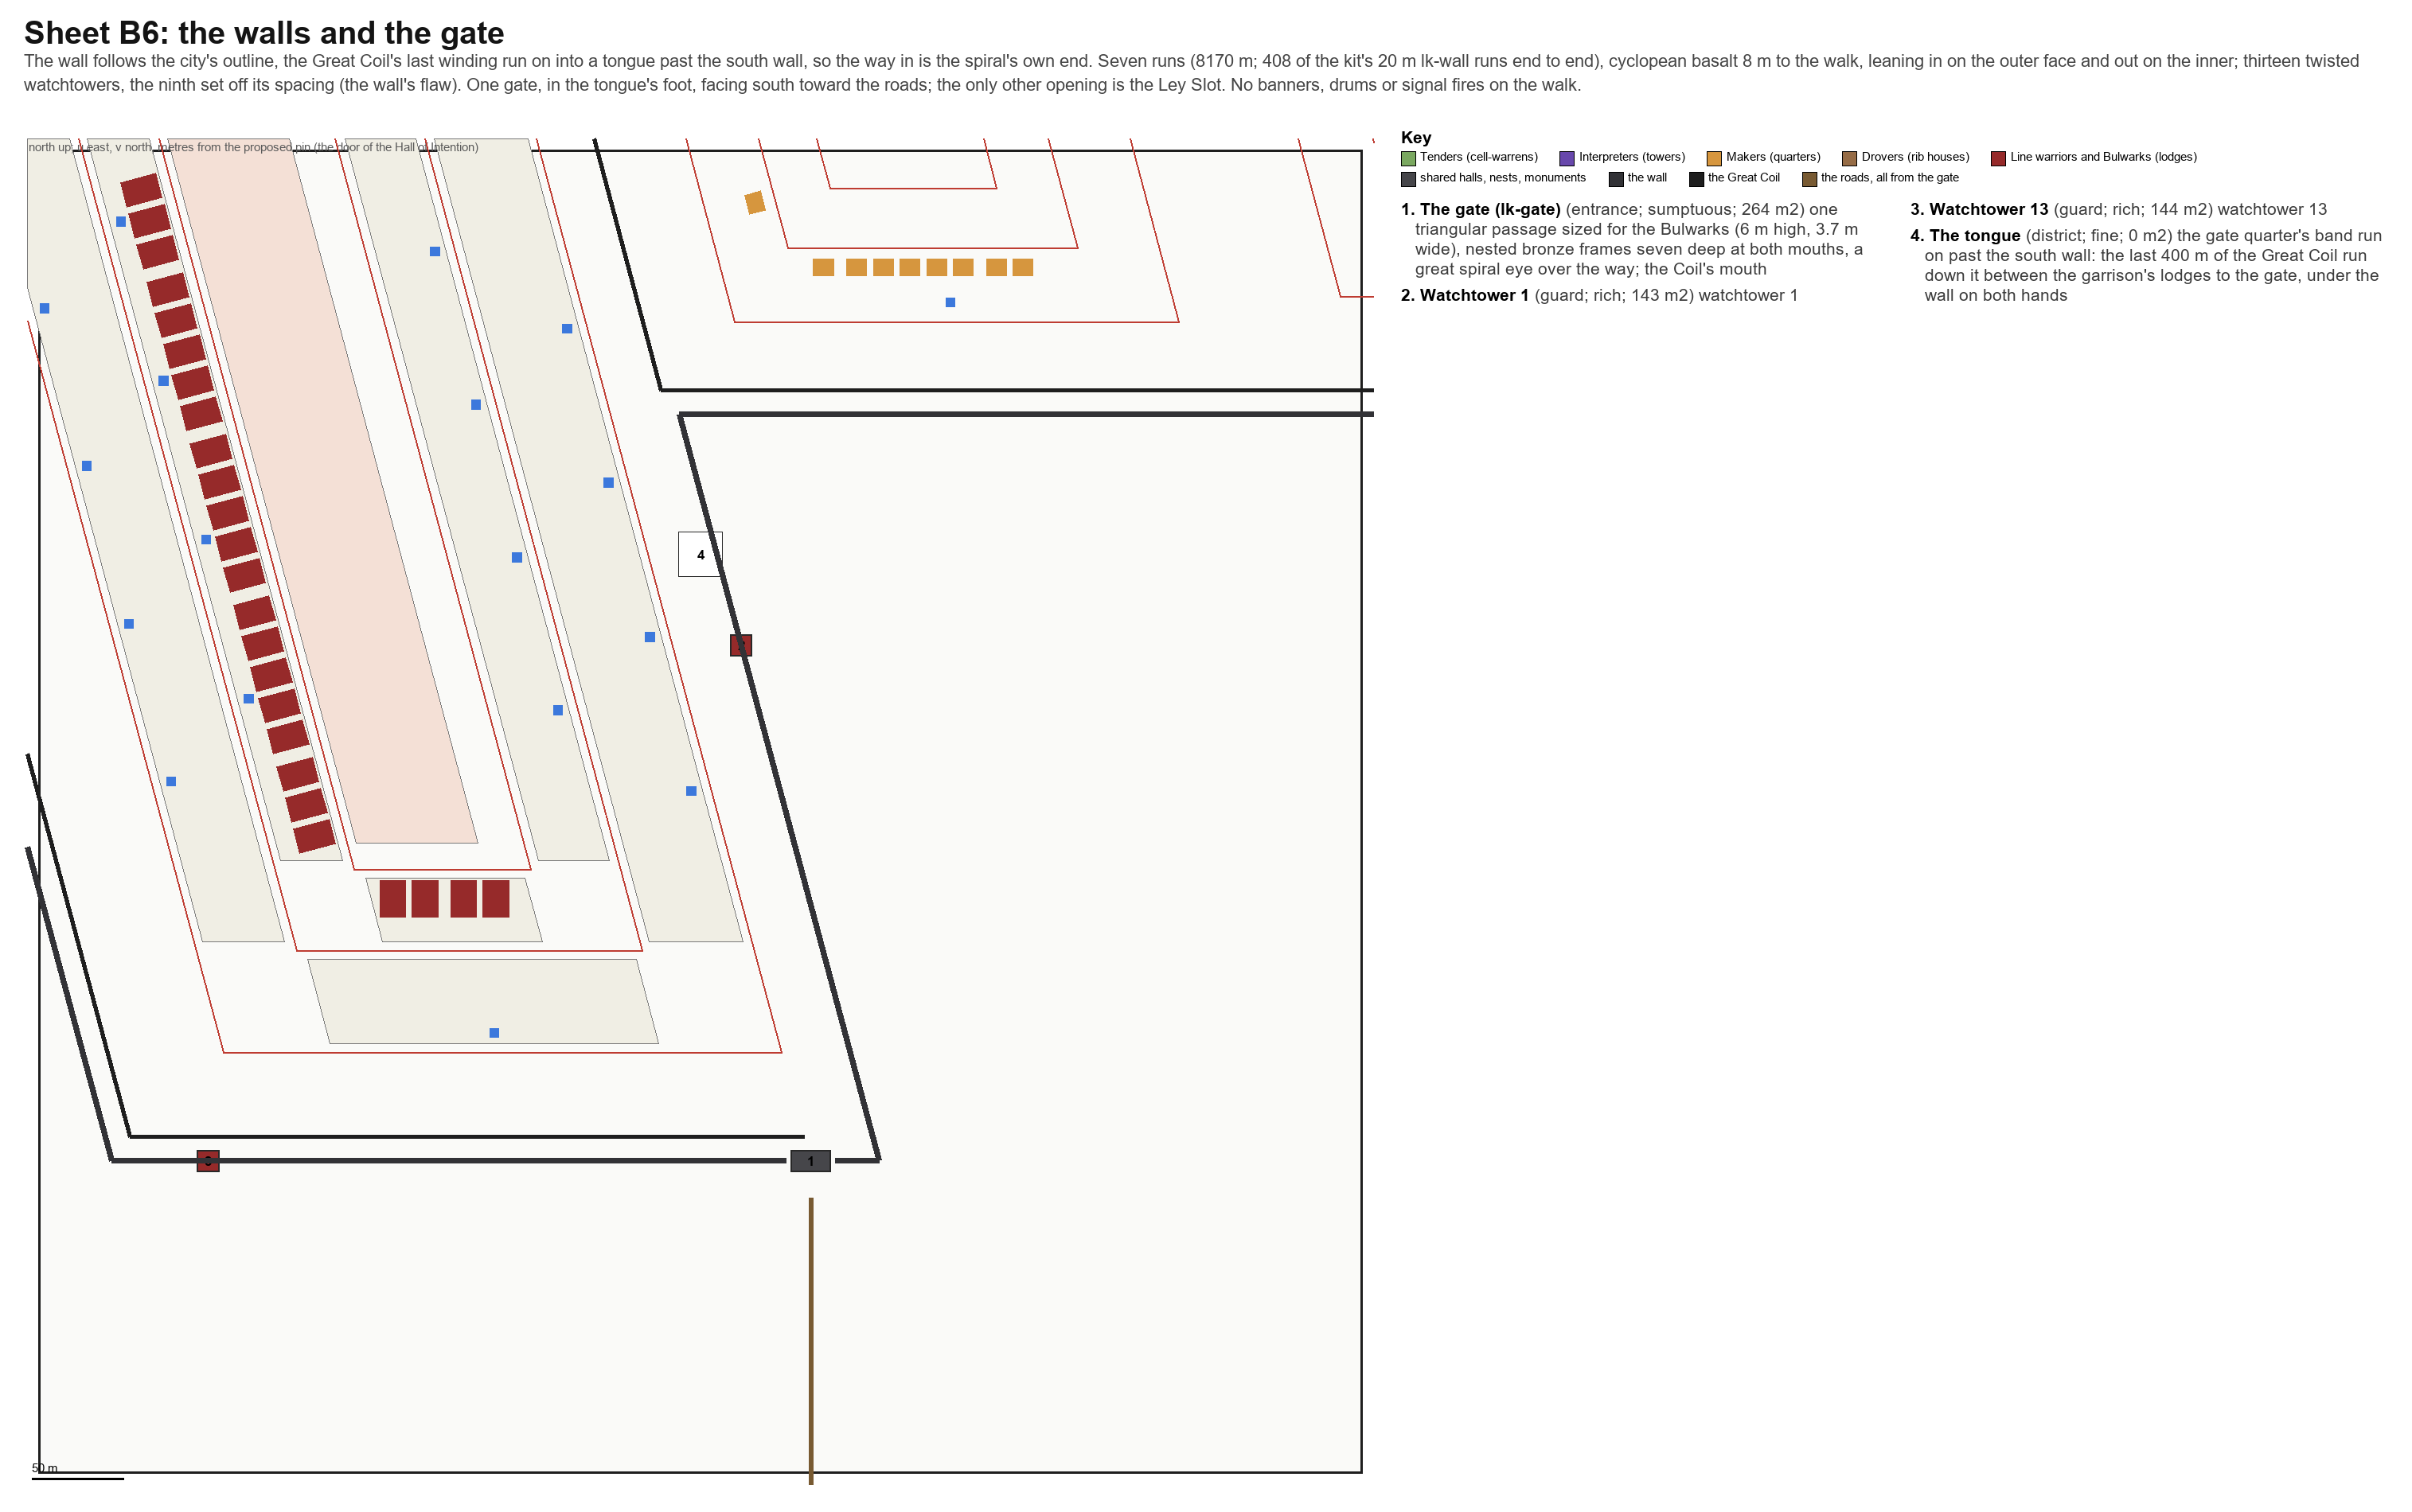 Sheet B6: the walls and the gate
The wall follows the city's outline, the Great Coil's last winding run on into a tongue past the south wall, so the way in is the spiral's own end. Seven runs (8170 m; 408 of the kit's 20 m lk-wall runs end to end), cyclopean basalt 8 m to the walk, leaning in on the outer face and out on the inner; thirteen twisted
watchtowers, the ninth set off its spacing (the wall's flaw). One gate, in the tongue's foot, facing south toward the roads; the only other opening is the Ley Slot. No banners, drums or signal fires on the walk.
north up; u east, v north, metres from the proposed pin (the door of the Hall of Intention)
4
1
50 m
Key
Tenders (cell-warrens) Interpreters (towers) Makers (quarters) Drovers (rib houses) Line warriors and Bulwarks (lodges)
shared halls, nests, monuments the wall the Great Coil the roads, all from the gate
1. The gate (lk-gate) (entrance; sumptuous; 264 m2) one
triangular passage sized for the Bulwarks (6 m high, 3.7 m
wide), nested bronze frames seven deep at both mouths, a
great spiral eye over the way; the Coil's mouth
2. Watchtower 1 (guard; rich; 143 m2) watchtower 1
3. Watchtower 13 (guard; rich; 144 m2) watchtower 13
4. The tongue (district; fine; 0 m2) the gate quarter's band run
on past the south wall: the last 400 m of the Great Coil run
down it between the garrison's lodges to the gate, under the
wall on both hands